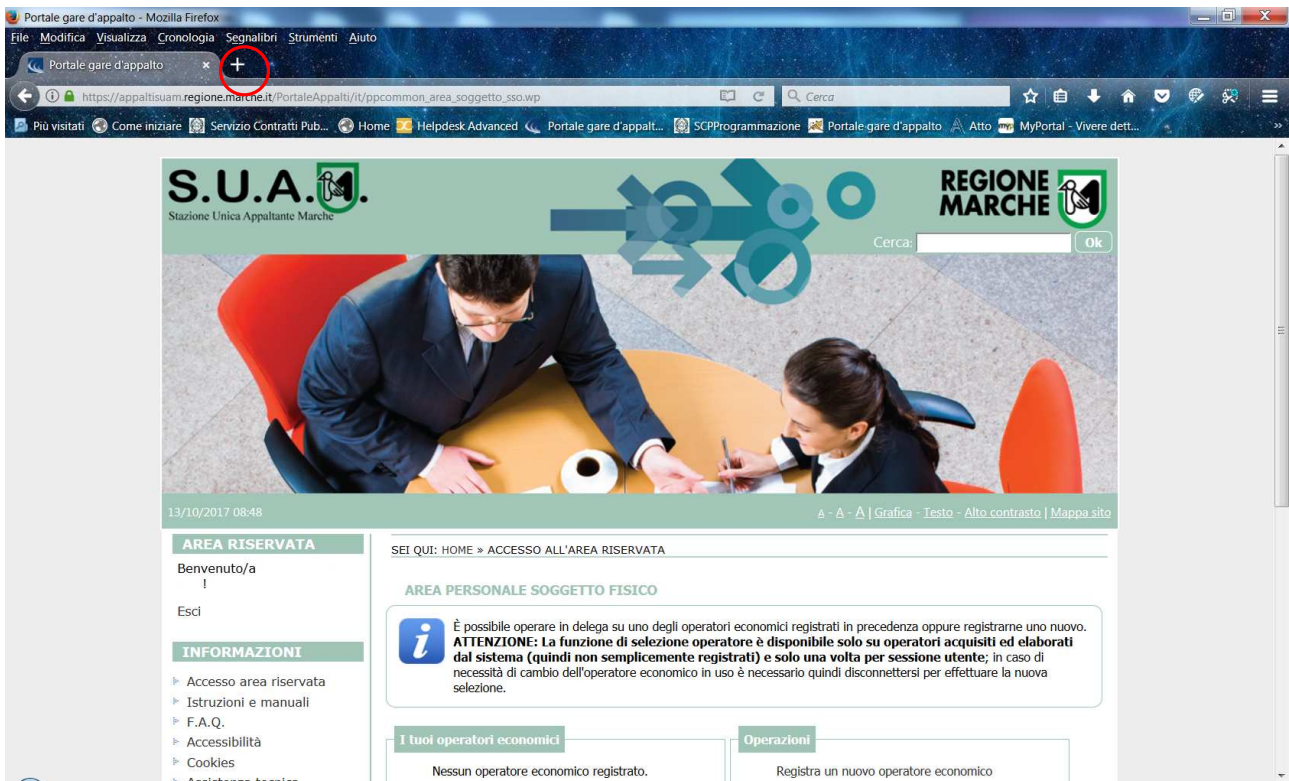 Portale gare d'appalto - Mozilla Firefox
File Modifica Visualizza Cronologia Segnalibri Strumenti Aiuto
Portale gare d'appalto × +
https://appaltisuam.regione.marche.it/PortaleAppalti/it/ppcommon_area_soggetto_sso.wp
Cerca
Più visitati Come iniziare Servizio Contratti Pub... Home Helpdesk Advanced Portale gare d'appalt... SCPProgrammazione Portale gare d'appalto Atto MyPortal - Vivere dett... »
S.U.A. .
Stazione Unica Appaltante Marche
REGIONE
MARCHE
Cerca: Ok
13/10/2017 08:48
A - A - A | Grafica - Testo - Alto contrasto | Mappa sito
AREA RISERVATA
Benvenuto/a
!
Esci
INFORMAZIONI
Accesso area riservata
Istruzioni e manuali
F.A.Q.
Accessibilità
Cookies
Assistenza tecnica
SEI QUI: HOME » ACCESSO ALL'AREA RISERVATA
AREA PERSONALE SOGGETTO FISICO
È possibile operare in delega su uno degli operatori economici registrati in precedenza oppure registrarne uno nuovo.
ATTENZIONE: La funzione di selezione operatore è disponibile solo su operatori acquisiti ed elaborati
dal sistema (quindi non semplicemente registrati) e solo una volta per sessione utente; in caso di
necessità di cambio dell'operatore economico in uso è necessario quindi disconnettersi per effettuare la nuova
selezione.
I tuoi operatori economici
Nessun operatore economico registrato.
Operazioni
Registra un nuovo operatore economico